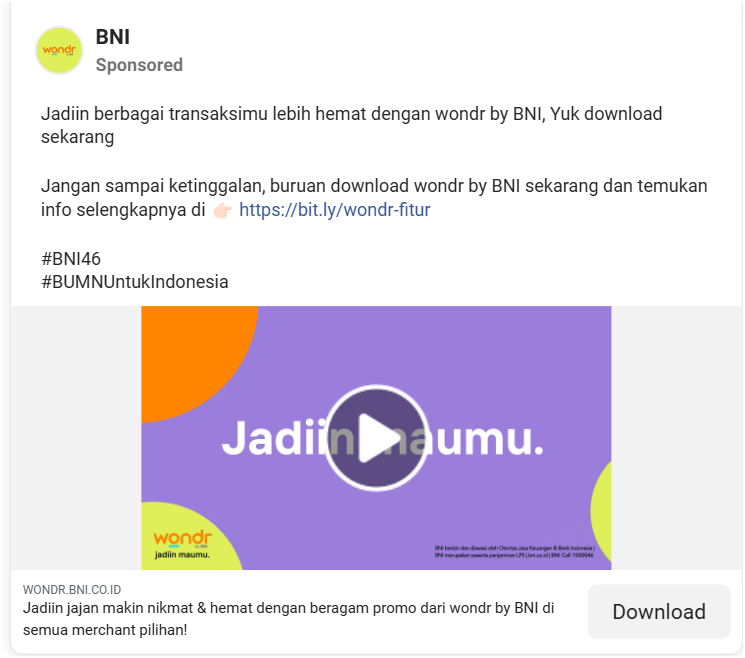 wondr
BNI
Sponsored
Jadiin berbagai transaksimu lebih hemat dengan wondr by BNI, Yuk download
sekarang
Jangan sampai ketinggalan, buruan download wondr by BNI sekarang dan temukan
info selengkapnya di 👉🏻 https://bit.ly/wondr-fitur
#BNI46
#BUMNUntukIndonesia
Jadiin maumu.
wondr
jadiin maumu.
BNI berizin dan diawasi oleh Otoritas Jasa Keuangan & Bank Indonesia |
BNI merupakan peserta penjaminan LPS | bni.co.id | BNI Call 1500046
WONDR.BNI.CO.ID
Jadiin jajan makin nikmat & hemat dengan beragam promo dari wondr by BNI di
semua merchant pilihan!
Download